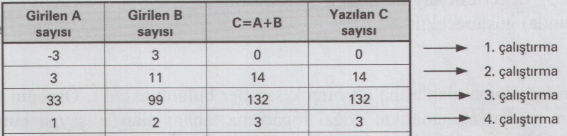 Girilen A sayısı Girilen B sayısı C=A+B Yazılan C sayısı
-3 3 0 0 1. çalıştırma
3 11 14 14 2. çalıştırma
33 99 132 132 3. çalıştırma
1 2 3 3 4. çalıştırma